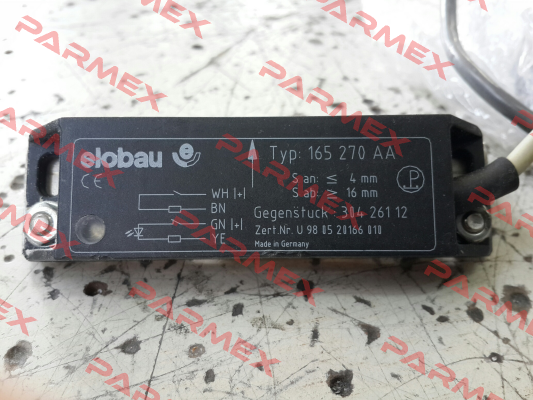 elobau
Typ: 165 270 AA
CE
S an: ≤ 4 mm
S ab: ≥ 16 mm
WH |+|
BN
GN |+|
YE
Gegenstück: 304 261 12
Zert.Nr. U 98 05 20166 010
Made in Germany
PARMEX
PARMEX
PARMEX
PARMEX
PARMEX
PARMEX
PARMEX
PARMEX
PARMEX